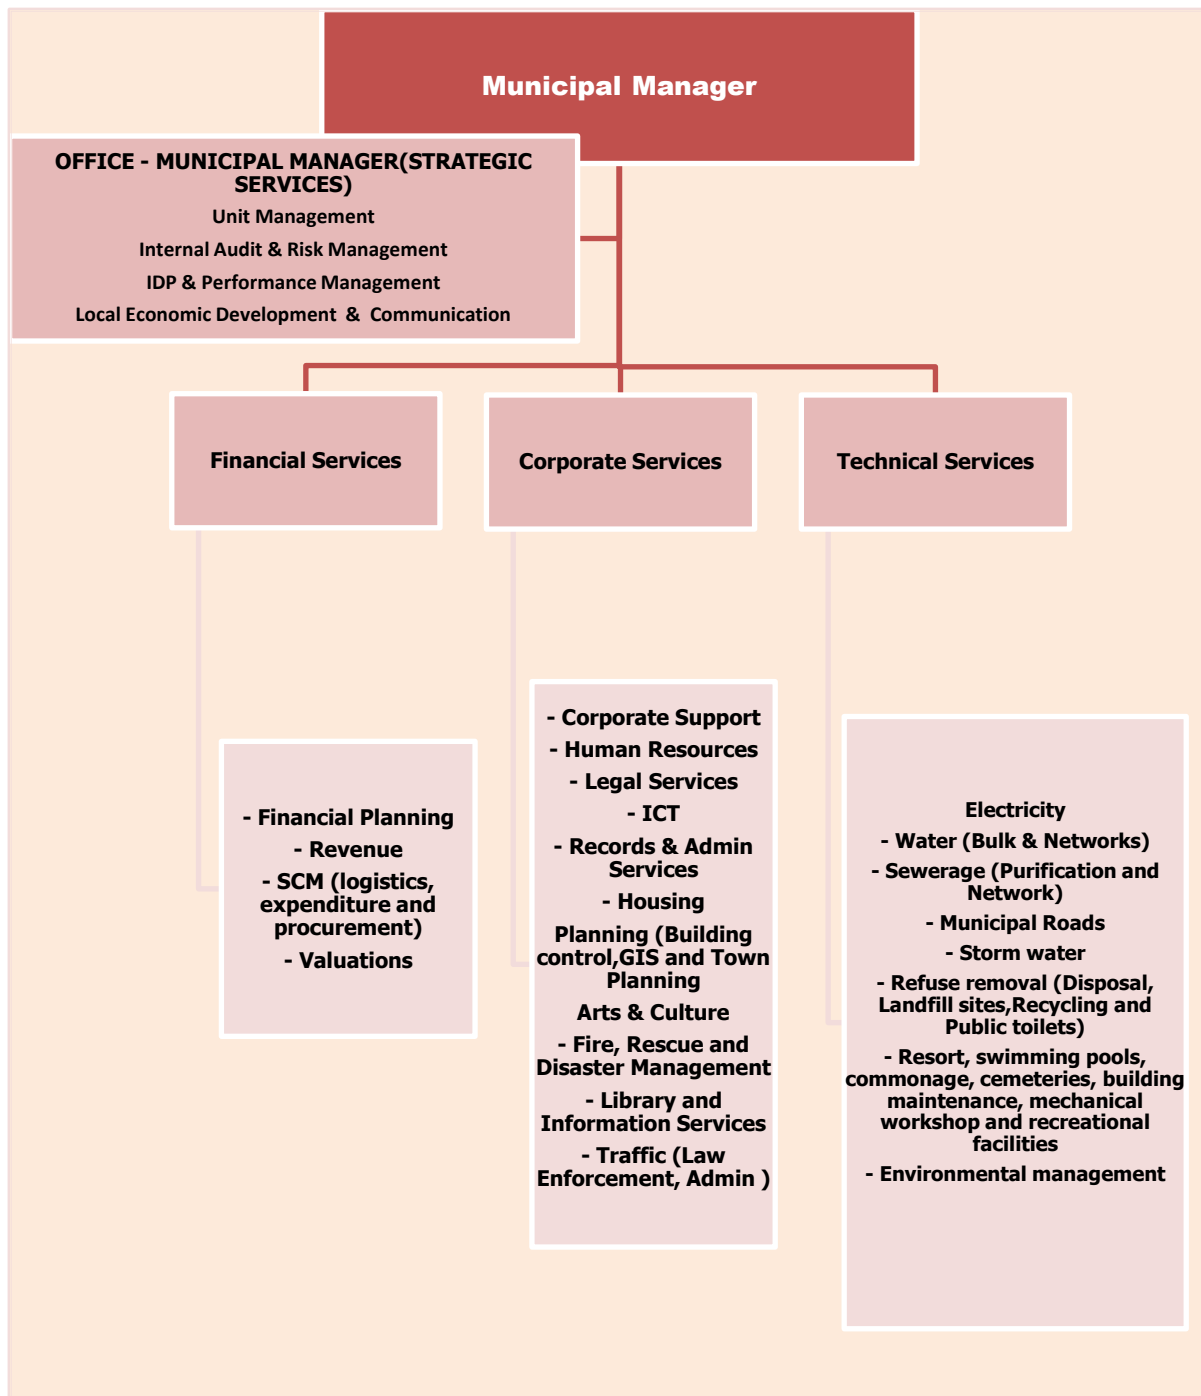 Municipal Manager
OFFICE - MUNICIPAL MANAGER(STRATEGIC
SERVICES)
Unit Management
Internal Audit & Risk Management
IDP & Performance Management
Local Economic Development & Communication
Financial Services
Corporate Services
Technical Services
- Financial Planning
- Revenue
- SCM (logistics,
expenditure and
procurement)
- Valuations
- Corporate Support
- Human Resources
- Legal Services
- ICT
- Records & Admin
Services
- Housing
Planning (Building
control,GIS and Town
Planning
Arts & Culture
- Fire, Rescue and
Disaster Management
- Library and
Information Services
- Traffic (Law
Enforcement, Admin )
Electricity
- Water (Bulk & Networks)
- Sewerage (Purification and
Network)
- Municipal Roads
- Storm water
- Refuse removal (Disposal,
Landfill sites,Recycling and
Public toilets)
- Resort, swimming pools,
commonage, cemeteries, building
maintenance, mechanical
workshop and recreational
facilities
- Environmental management